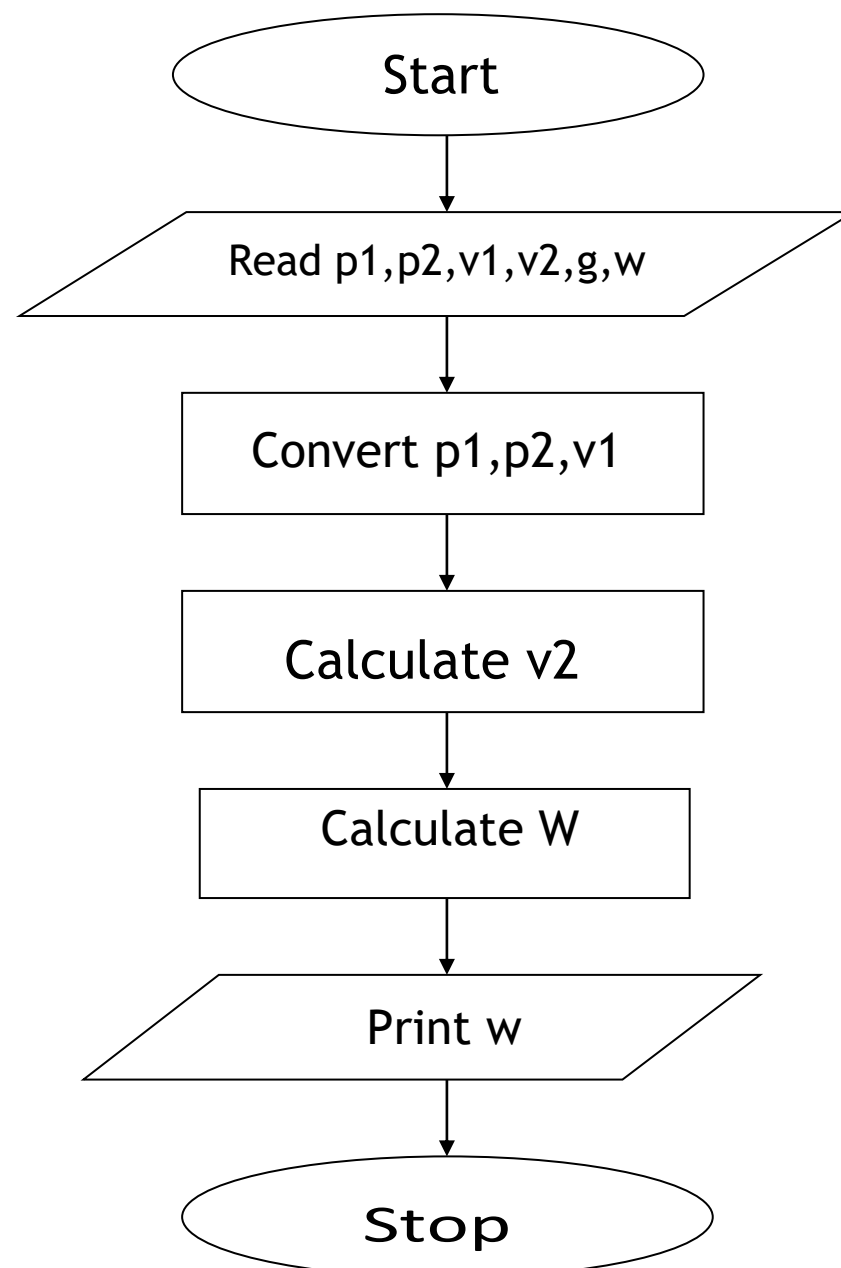 Start
Read p1,p2,v1,v2,g,w
Convert p1,p2,v1
Calculate v2
Calculate W
Print w
Stop